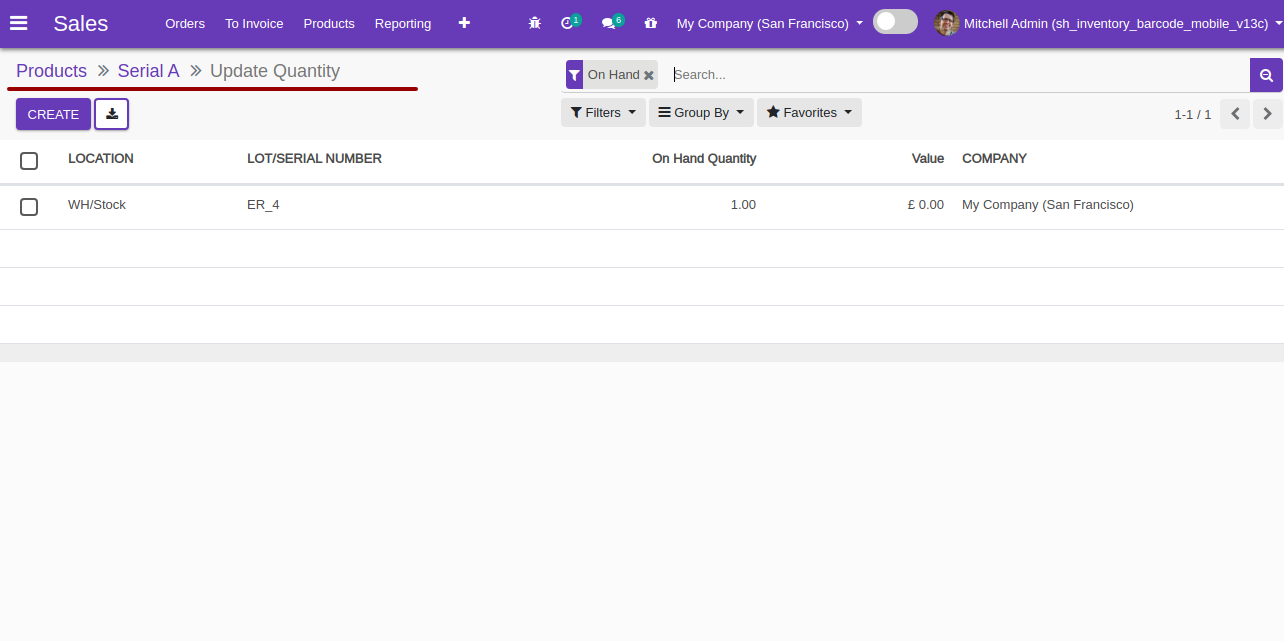 Sales Orders To Invoice Products Reporting 1 6 My Company (San Francisco) Mitchell Admin (sh_inventory_barcode_mobile_v13c)
Products » Serial A » Update Quantity
On Hand Search...
CREATE
Filters Group By Favorites
1-1 / 1
LOCATION LOT/SERIAL NUMBER On Hand Quantity Value COMPANY
WH/Stock ER_4 1.00 £ 0.00 My Company (San Francisco)